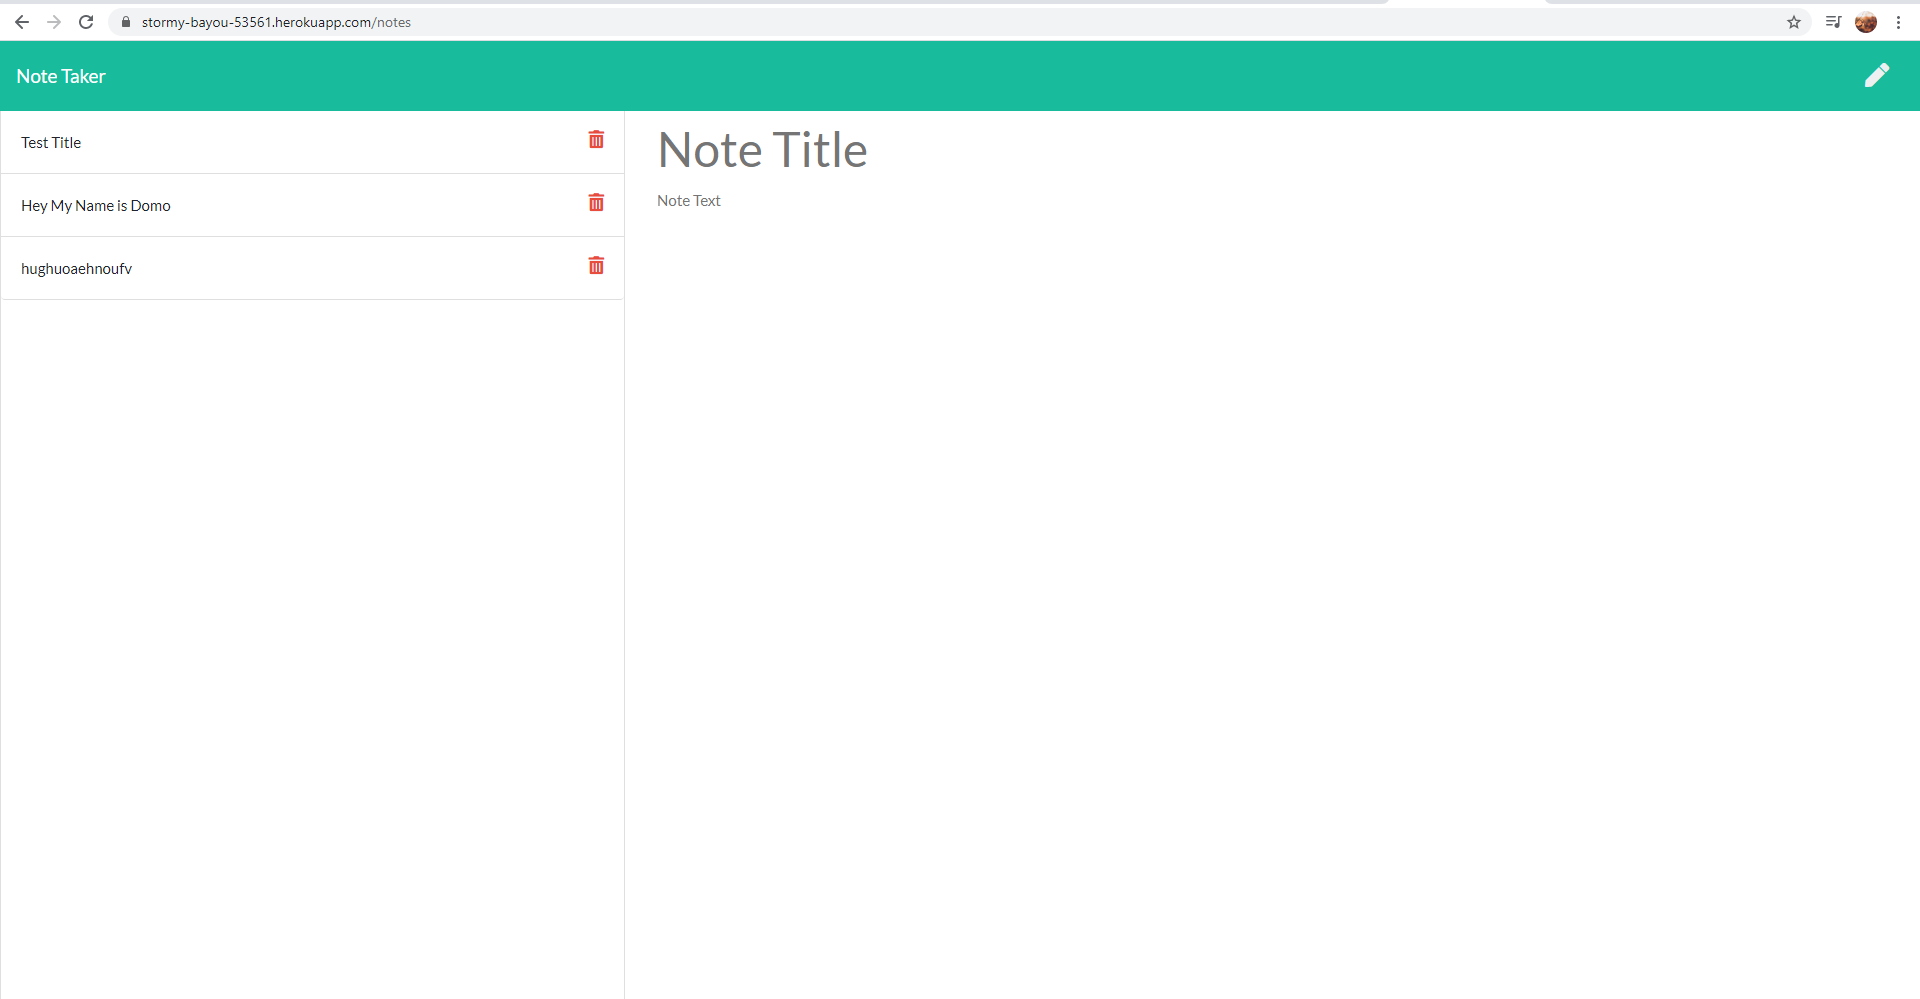 stormy-bayou-53561.herokuapp.com/notes
Note Taker
Test Title
Hey My Name is Domo
hughuoaehnoufv
Note Title
Note Text